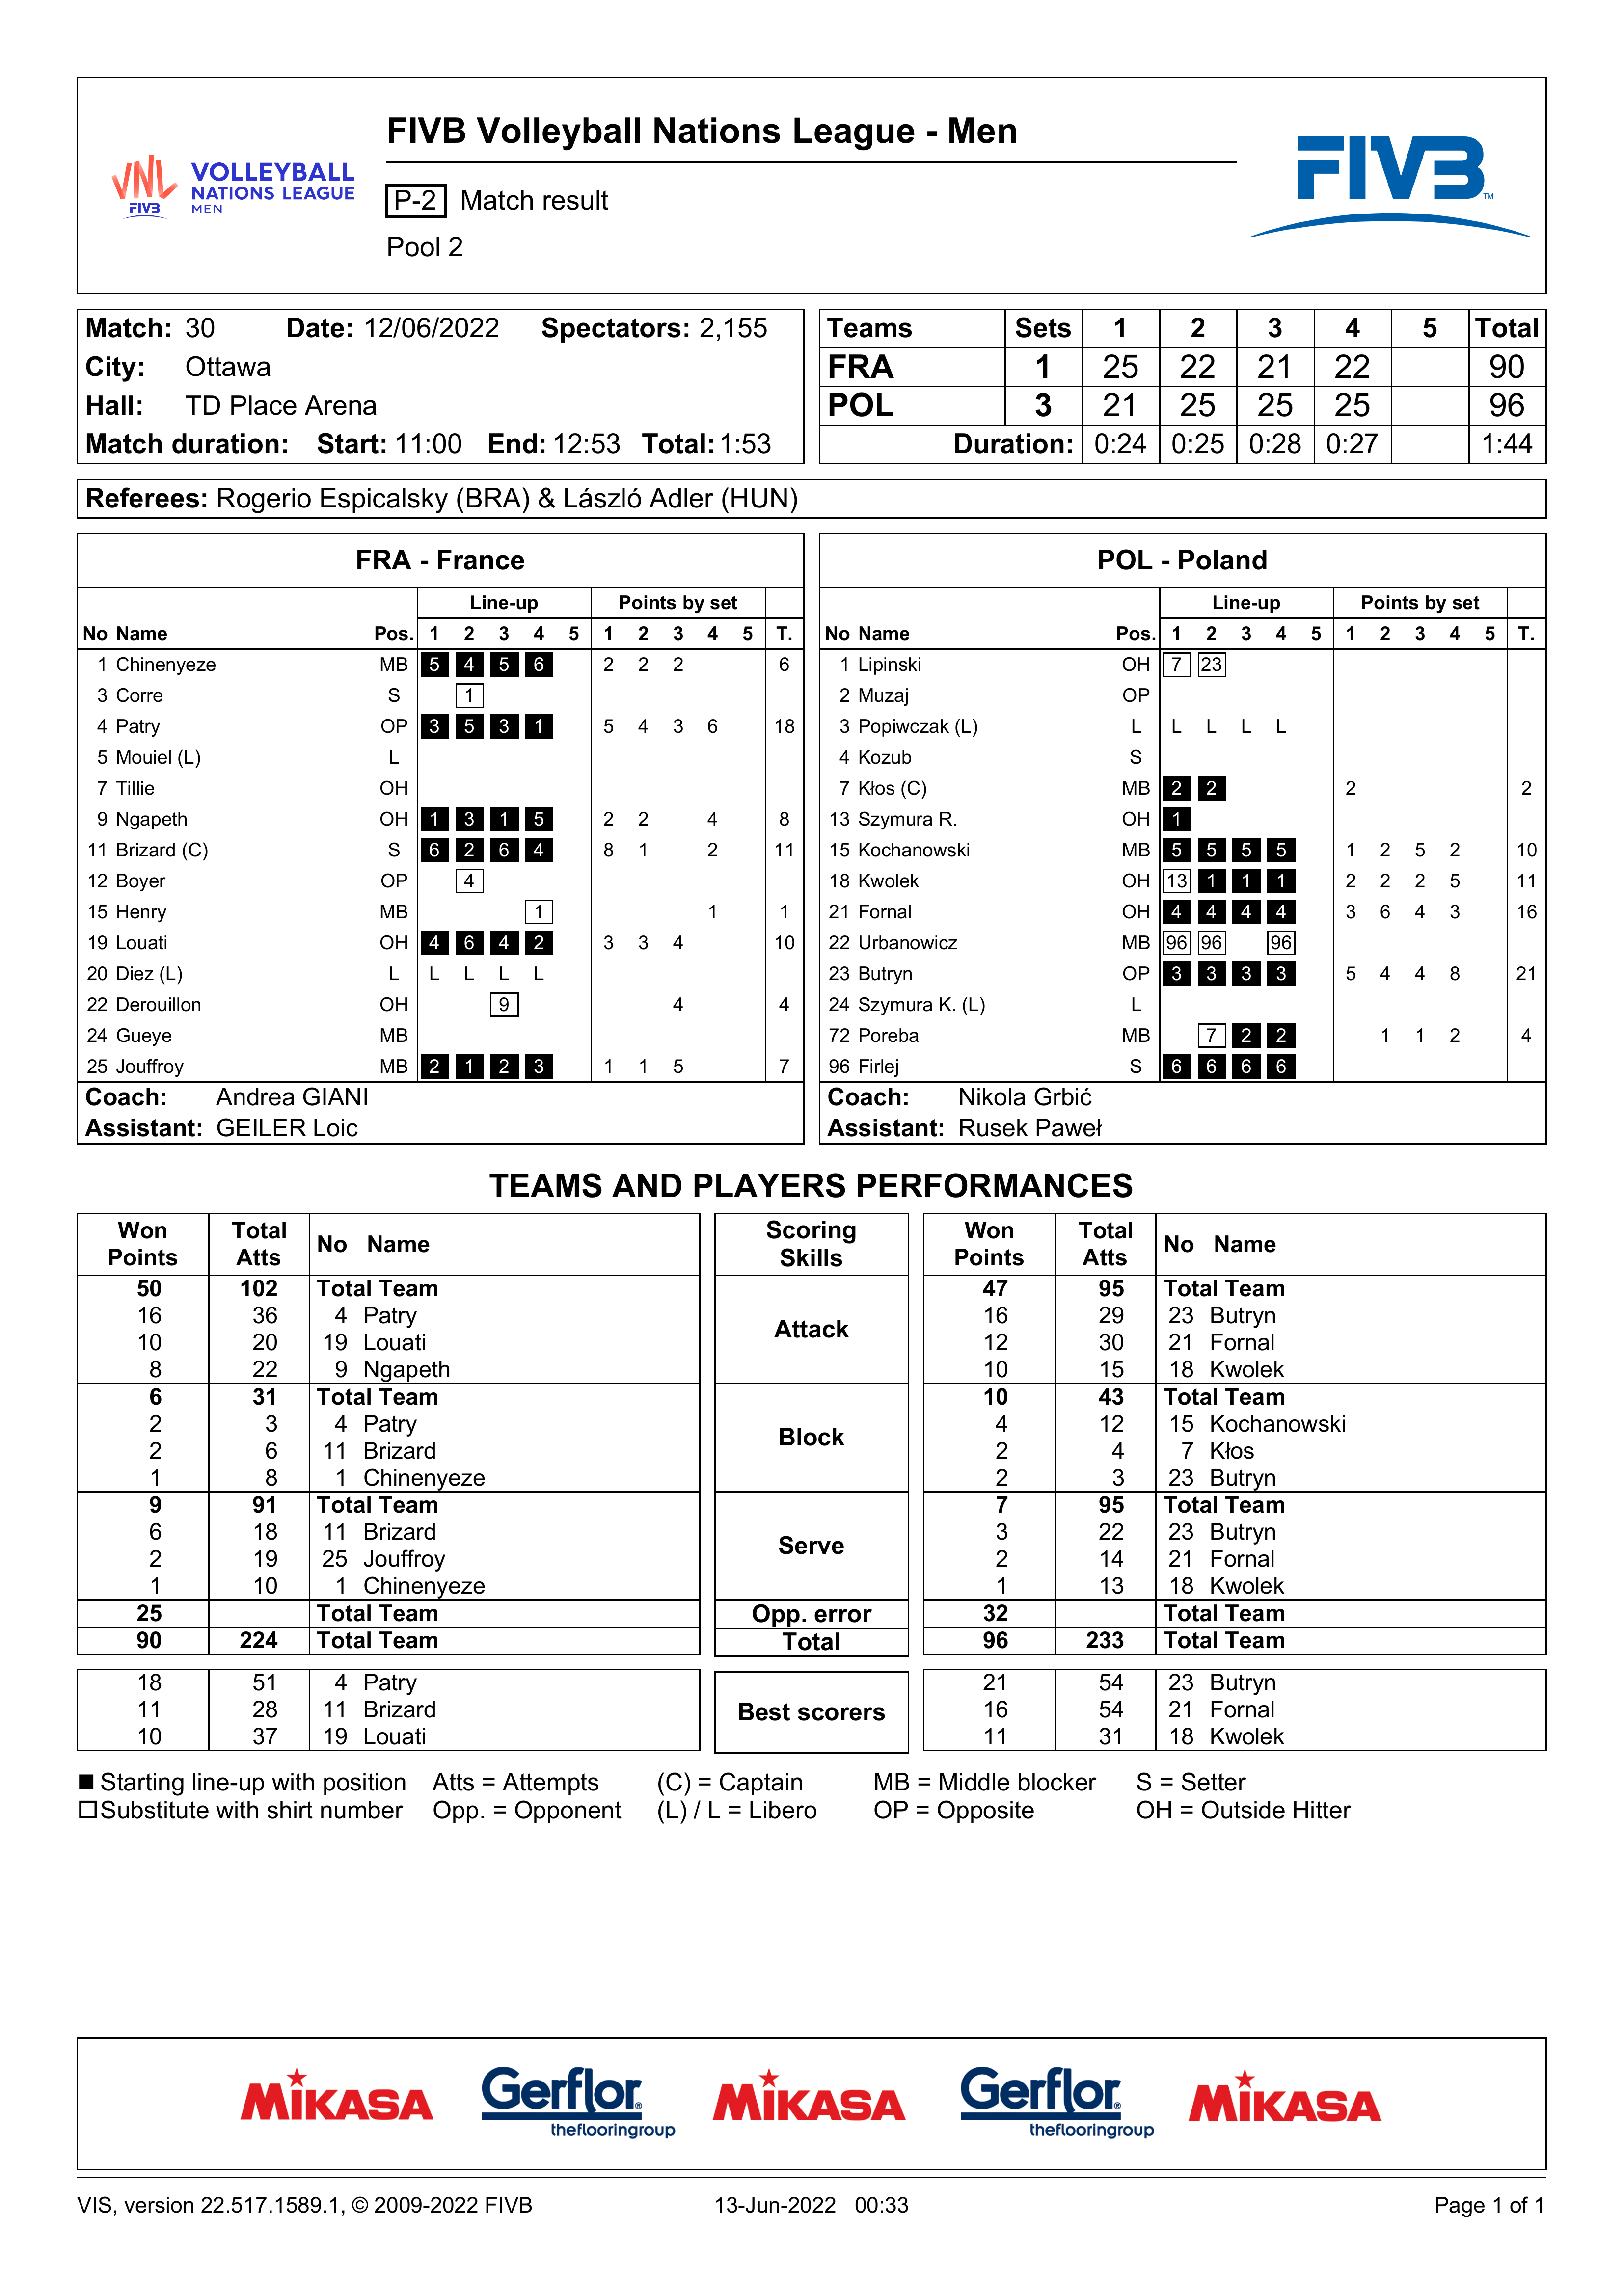 FIVB Volleyball Nations League - Men
VNL FIVB VOLLEYBALL NATIONS LEAGUE MEN
P-2 Match result
Pool 2
FIVB TM
Match: 30 Date: 12/06/2022 Spectators: 2,155
City: Ottawa
Hall: TD Place Arena
Match duration: Start: 11:00 End: 12:53 Total: 1:53
Teams Sets 1 2 3 4 5 Total
FRA 1 25 22 21 22 90
POL 3 21 25 25 25 96
Duration: 0:24 0:25 0:28 0:27 1:44
Referees: Rogerio Espicalsky (BRA) & László Adler (HUN)
FRA - France
Line-up Points by set
No Name Pos. 1 2 3 4 5 1 2 3 4 5 T.
1 Chinenyeze MB 5 4 5 6 2 2 2 6
3 Corre S 1
4 Patry OP 3 5 3 1 5 4 3 6 18
5 Mouiel (L) L
7 Tillie OH
9 Ngapeth OH 1 3 1 5 2 2 4 8
11 Brizard (C) S 6 2 6 4 8 1 2 11
12 Boyer OP 4
15 Henry MB 1 1 1
19 Louati OH 4 6 4 2 3 3 4 10
20 Diez (L) L L L L L
22 Derouillon OH 9 4 4
24 Gueye MB
25 Jouffroy MB 2 1 2 3 1 1 5 7
Coach: Andrea GIANI
Assistant: GEILER Loic
POL - Poland
Line-up Points by set
No Name Pos. 1 2 3 4 5 1 2 3 4 5 T.
1 Lipinski OH 7 23
2 Muzaj OP
3 Popiwczak (L) L L L L L
4 Kozub S
7 Kłos (C) MB 2 2 2 2
13 Szymura R. OH 1
15 Kochanowski MB 5 5 5 5 1 2 5 2 10
18 Kwolek OH 13 1 1 1 2 2 2 5 11
21 Fornal OH 4 4 4 4 3 6 4 3 16
22 Urbanowicz MB 96 96 96
23 Butryn OP 3 3 3 3 5 4 4 8 21
24 Szymura K. (L) L
72 Poreba MB 7 2 2 1 1 2 4
96 Firlej S 6 6 6 6
Coach: Nikola Grbić
Assistant: Rusek Paweł
TEAMS AND PLAYERS PERFORMANCES
Won Points Total Atts No Name Scoring Skills Won Points Total Atts No Name
50 102 Total Team Attack 47 95 Total Team
16 36 4 Patry 16 29 23 Butryn
10 20 19 Louati 12 30 21 Fornal
8 22 9 Ngapeth 10 15 18 Kwolek
6 31 Total Team Block 10 43 Total Team
2 3 4 Patry 4 12 15 Kochanowski
2 6 11 Brizard 2 4 7 Kłos
1 8 1 Chinenyeze 2 3 23 Butryn
9 91 Total Team Serve 7 95 Total Team
6 18 11 Brizard 3 22 23 Butryn
2 19 25 Jouffroy 2 14 21 Fornal
1 10 1 Chinenyeze 1 13 18 Kwolek
25 Total Team Opp. error 32 Total Team
90 224 Total Team Total 96 233 Total Team
18 51 4 Patry Best scorers 21 54 23 Butryn
11 28 11 Brizard 16 54 21 Fornal
10 37 19 Louati 11 31 18 Kwolek
Starting line-up with position Atts = Attempts (C) = Captain MB = Middle blocker S = Setter
Substitute with shirt number Opp. = Opponent (L) / L = Libero OP = Opposite OH = Outside Hitter
MIKASA Gerflor® theflooringgroup MIKASA Gerflor® theflooringgroup MIKASA
VIS, version 22.517.1589.1, © 2009-2022 FIVB 13-Jun-2022 00:33 Page 1 of 1